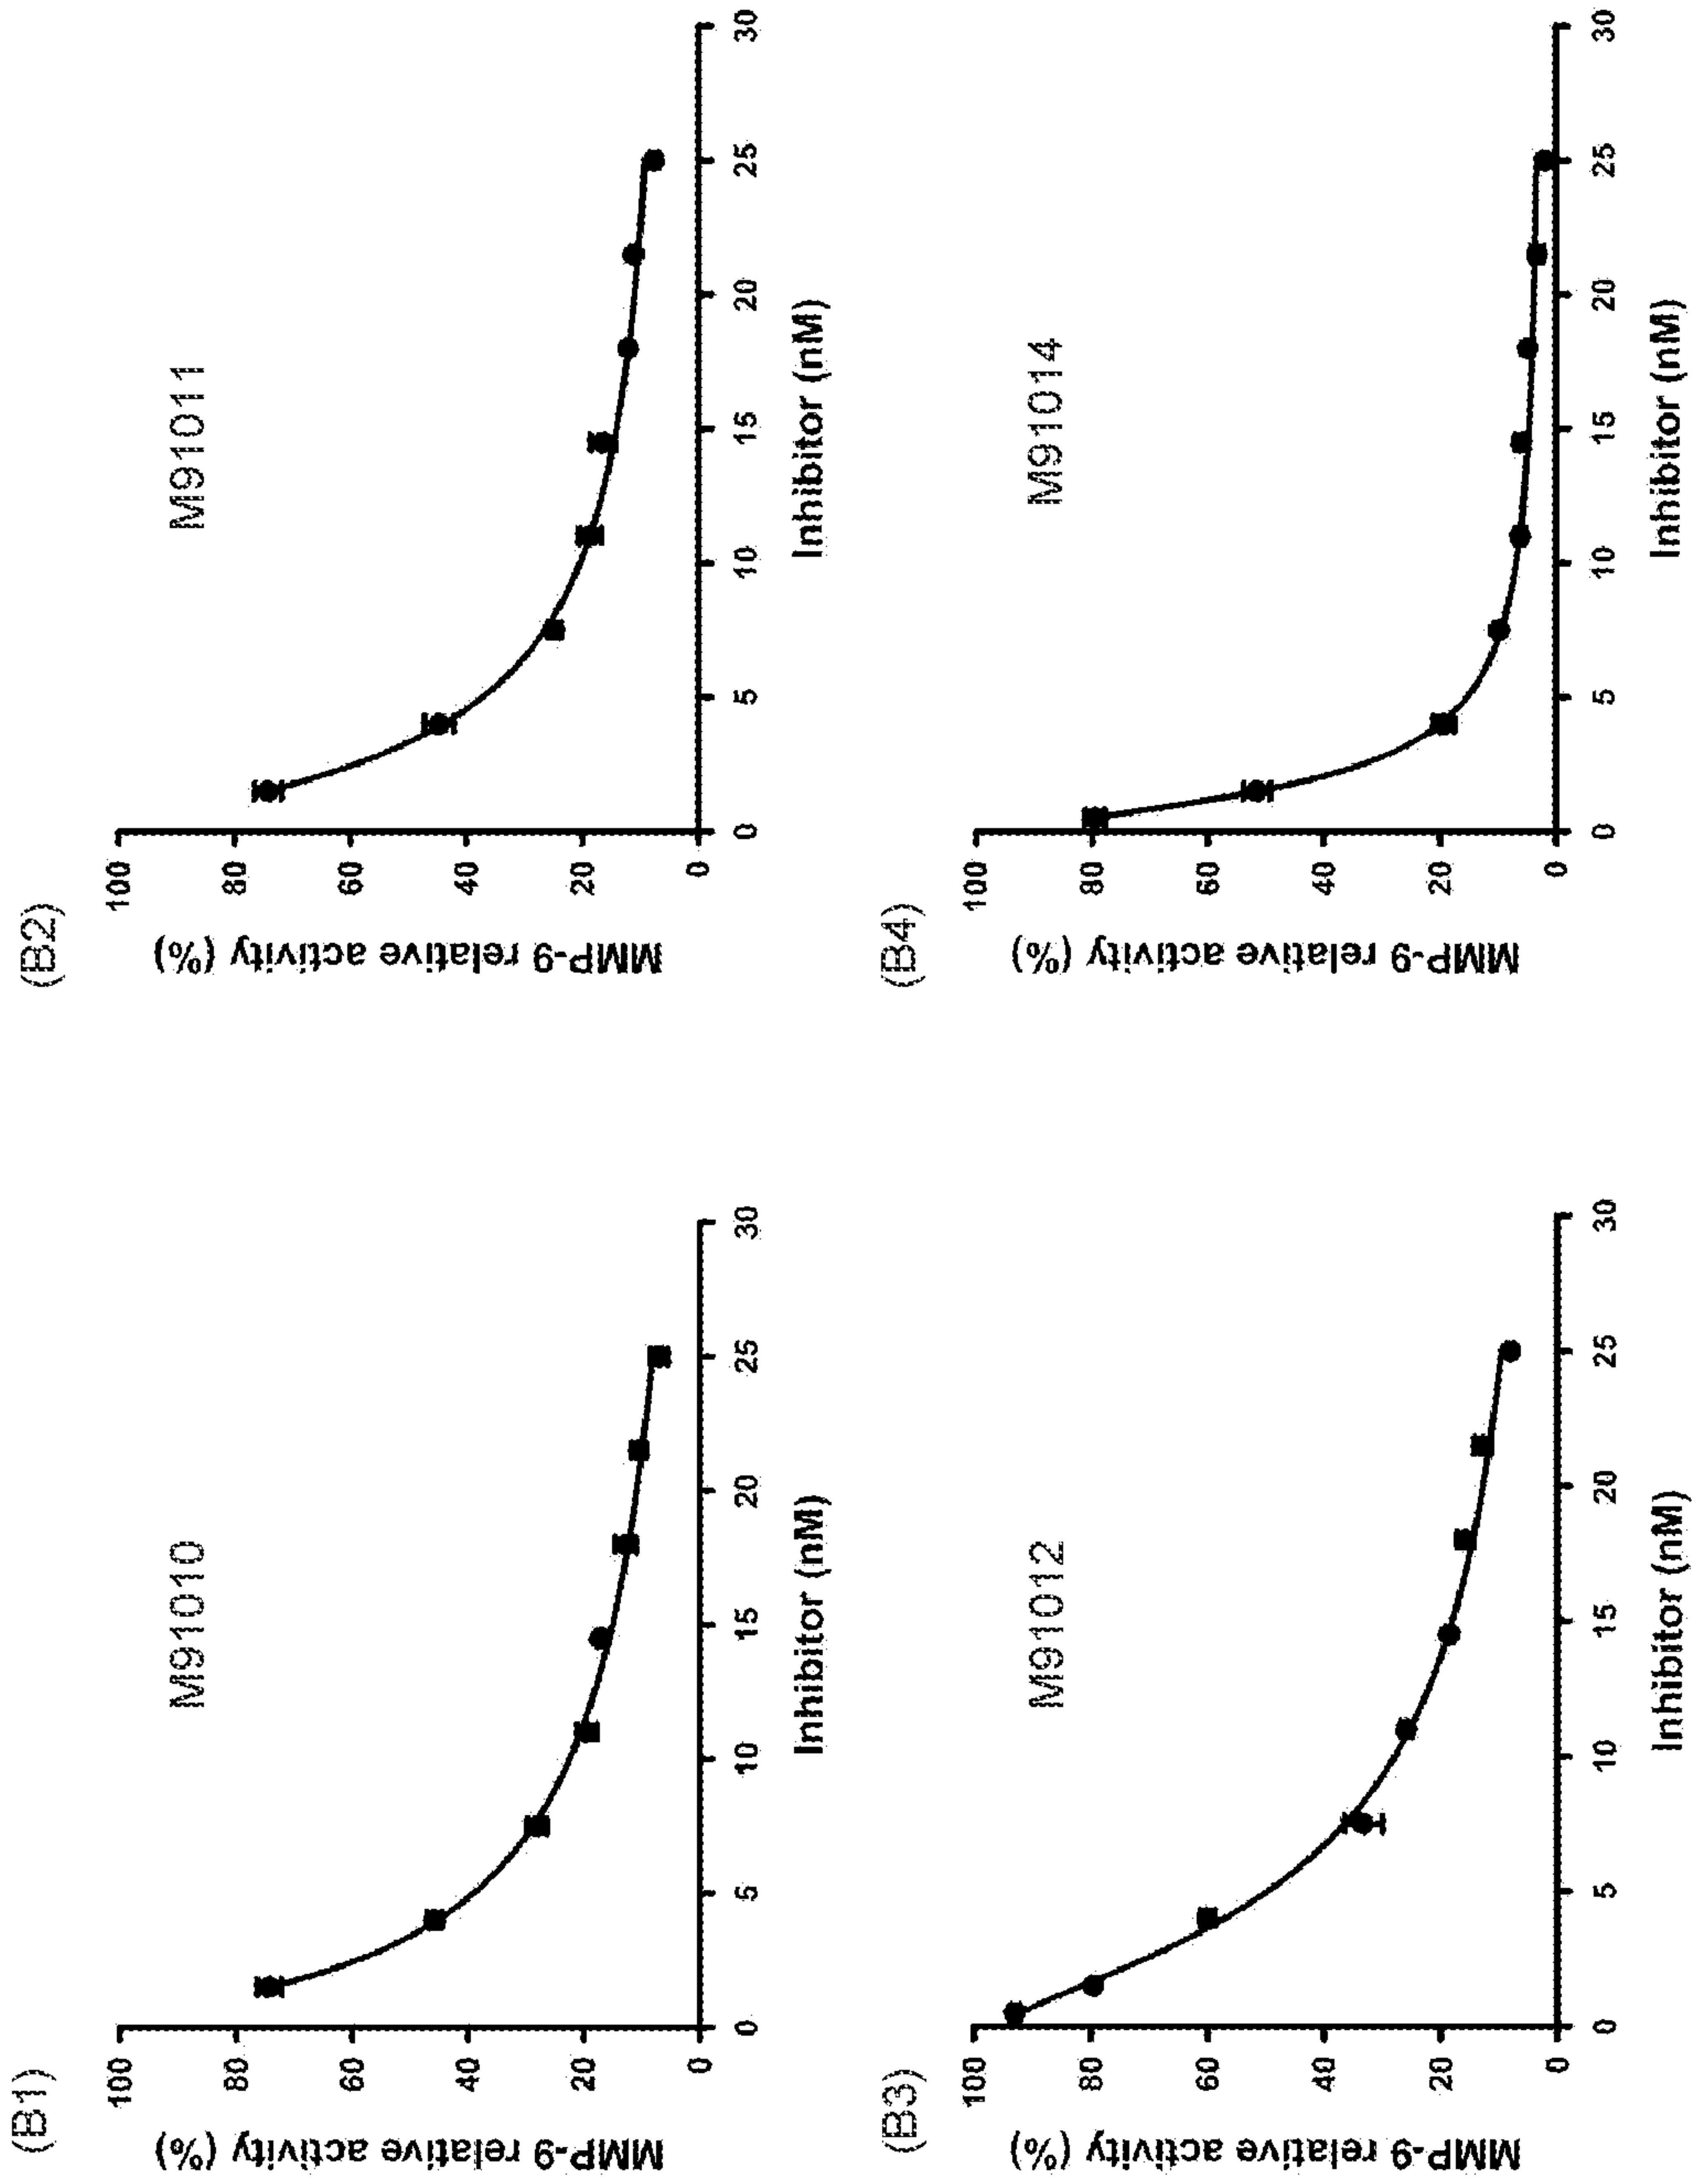 (B1)
M91010
MMP-9 relative activity (%)
100
80
60
40
20
0
0 5 10 15 20 25 30
Inhibitor (nM)
(B2)
M91011
MMP-9 relative activity (%)
100
80
60
40
20
0
0 5 10 15 20 25 30
Inhibitor (nM)
(B3)
M91012
MMP-9 relative activity (%)
100
80
60
40
20
0
0 5 10 15 20 25 30
Inhibitor (nM)
(B4)
M91014
MMP-9 relative activity (%)
100
80
60
40
20
0
0 5 10 15 20 25 30
Inhibitor (nM)